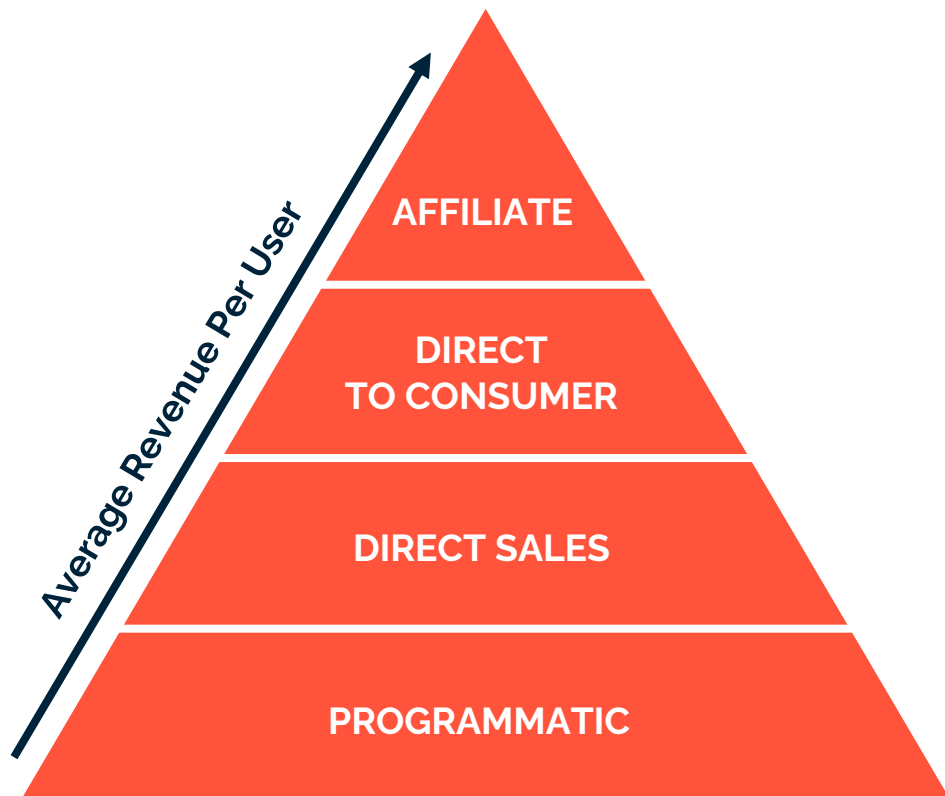 Average Revenue Per User
AFFILIATE
DIRECT
TO CONSUMER
DIRECT SALES
PROGRAMMATIC